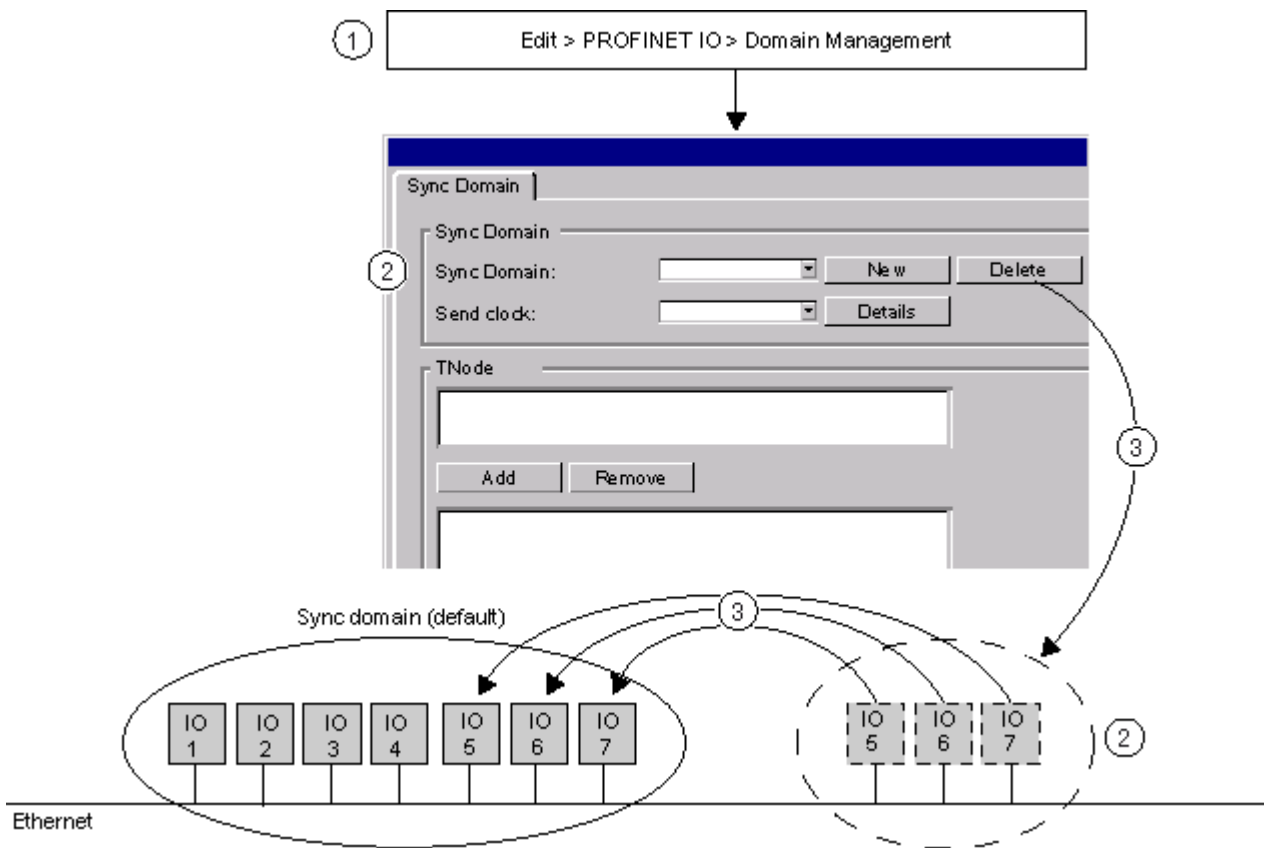 1
Edit > PROFINET IO > Domain Management
Sync Domain
Sync Domain
2
Sync Domain:
New
Delete
Send clock:
Details
TNode
3
Add
Remove
Sync domain (default)
3
IO 1
IO 2
IO 3
IO 4
IO 5
IO 6
IO 7
IO 5
IO 6
IO 7
2
Ethernet